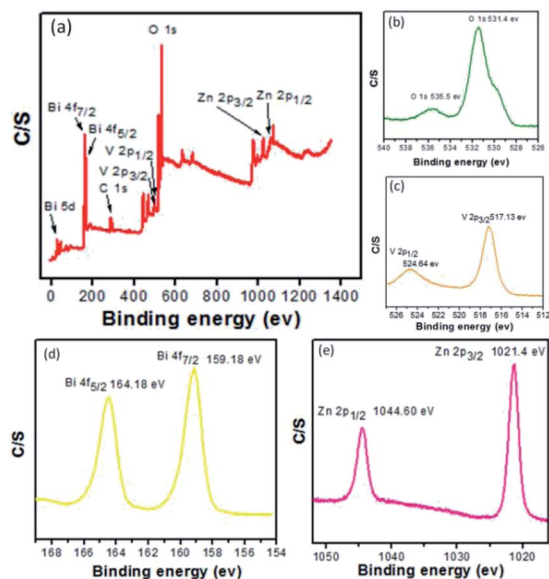 (a)
O 1s
Bi 4f7/2
Bi 4f5/2
V 2p1/2
V 2p3/2
C 1s
Bi 5d
Zn 2p3/2
Zn 2p1/2
C/S
0 200 400 600 800 1000 1200 1400
Binding energy (ev)
(b)
O 1s 531.4 ev
O 1s 535.5 ev
C/S
540 538 536 534 532 530 528 526
Binding energy (ev)
(c)
V 2p3/2 517.13 ev
V 2p1/2
524.64 ev
C/S
526 524 522 520 518 516 514 512
Binding energy (ev)
(d)
Bi 4f7/2 159.18 eV
Bi 4f5/2 164.18 eV
C/S
168 166 164 162 160 158 156 154
Binding energy (ev)
(e)
Zn 2p3/2 1021.4 eV
Zn 2p1/2 1044.60 eV
C/S
1050 1040 1030 1020
Binding energy (ev)